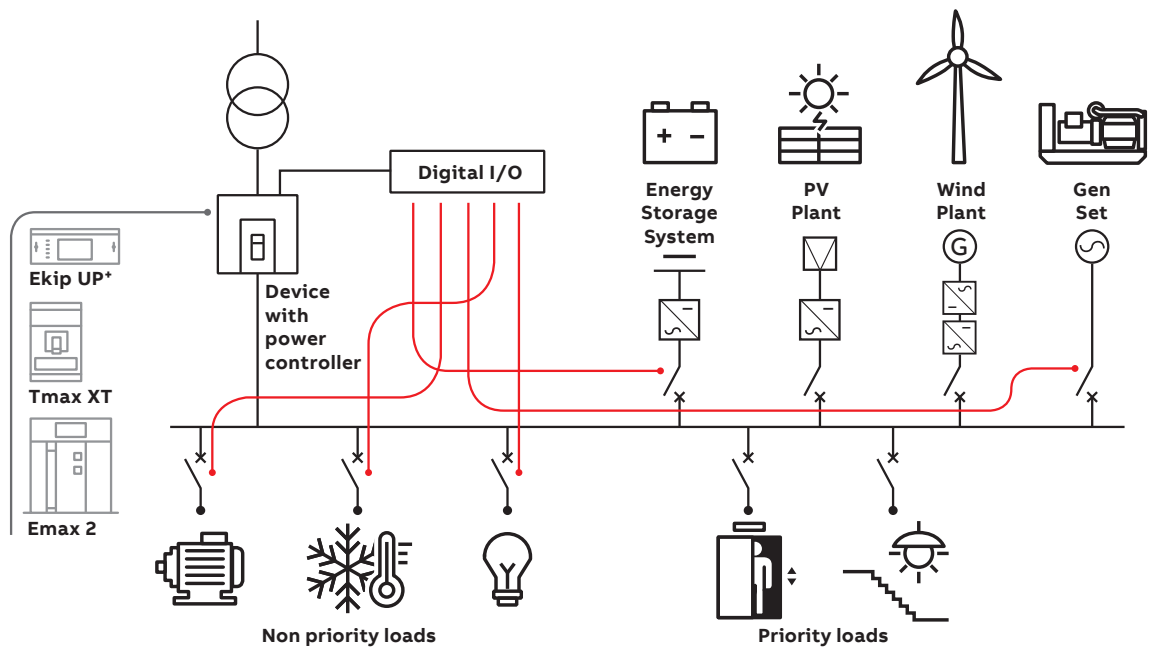 Digital I/O
Energy
Storage
System
PV
Plant
Wind
Plant
Gen
Set
G
+ −
Ekip UP+
Tmax XT
Emax 2
Device
with
power
controller
Non priority loads
Priority loads